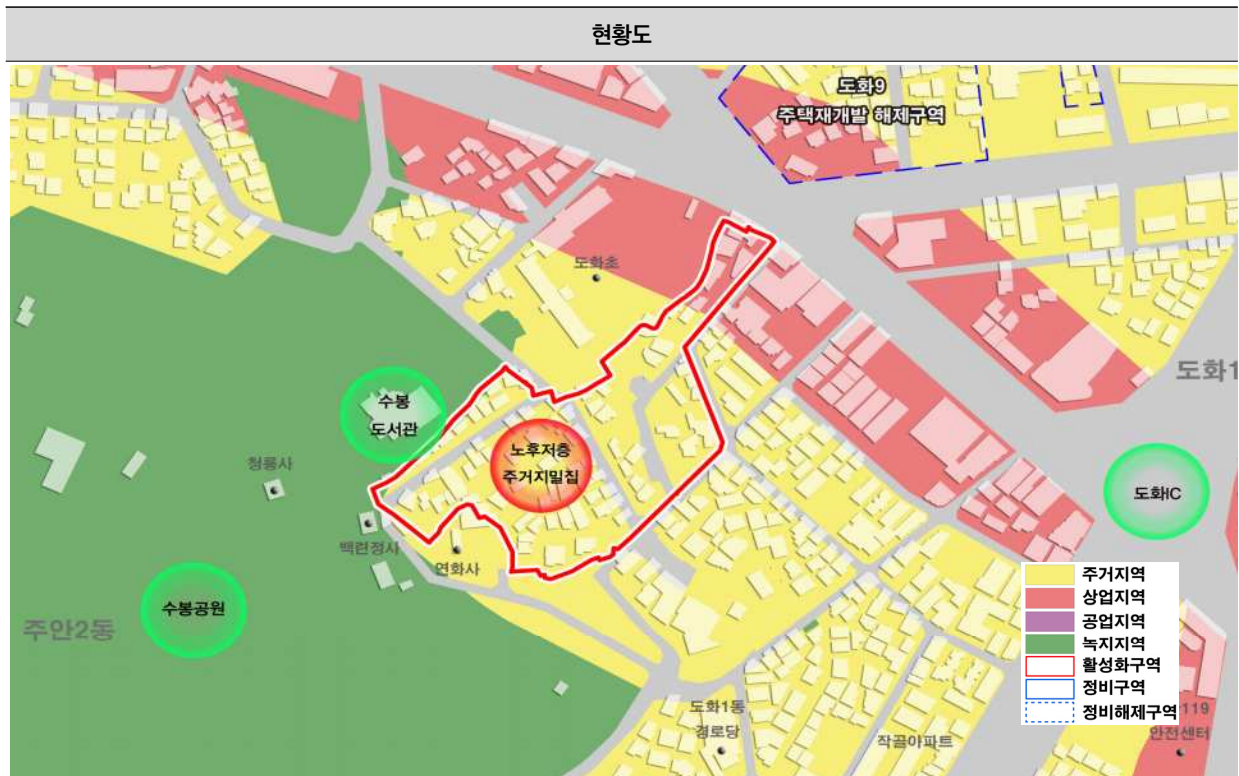 현황도
도화9
주택재개발 해제구역
도화초
도화1
수봉
도서관
노후저층
주거지밀집
청룡사
도화IC
백련정사
연화사
수봉공원
주안2동
주거지역
상업지역
공업지역
녹지지역
활성화구역
정비구역
정비해제구역
119
안전센터
도화1동
경로당
작골아파트